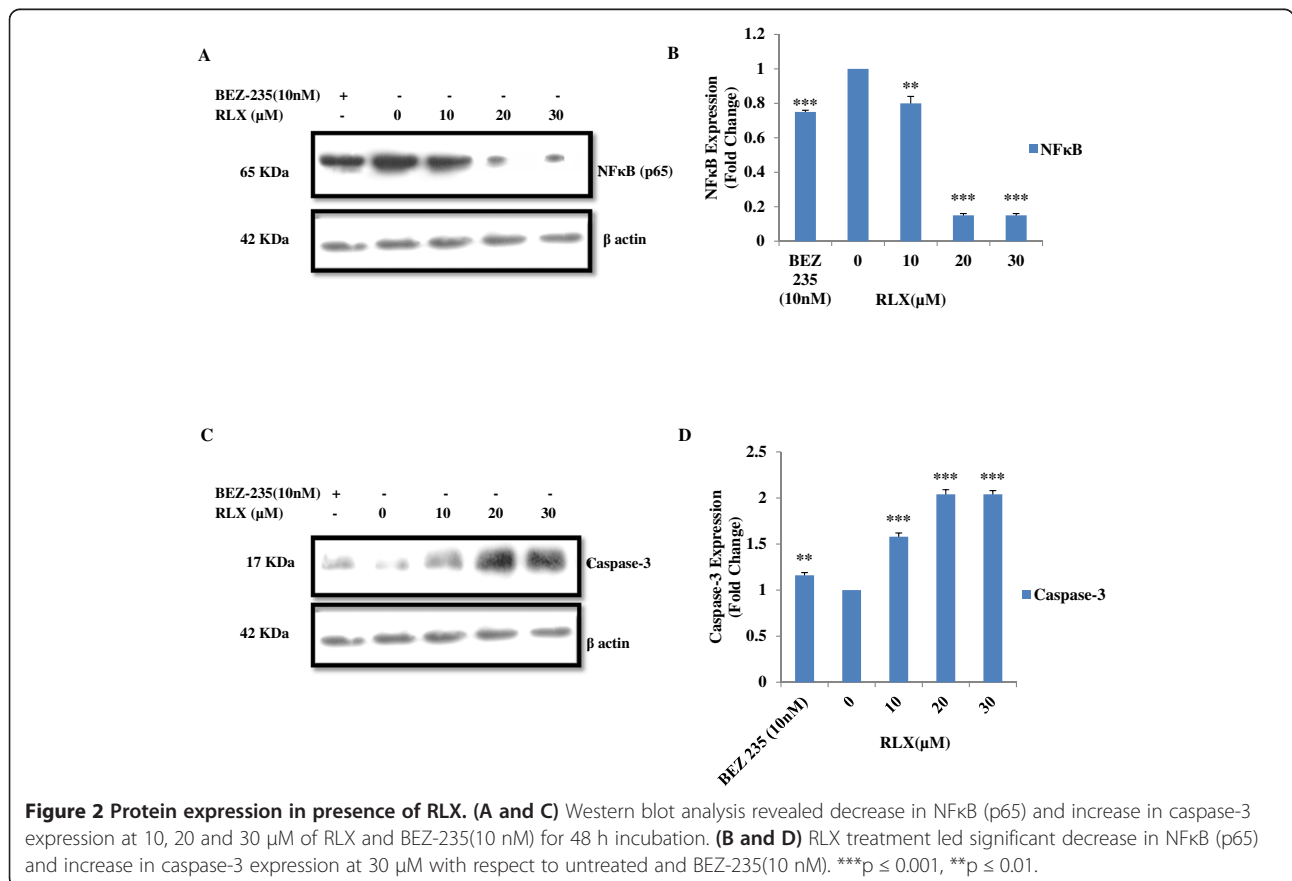 A
BEZ-235(10nM) + - - - -
RLX (µM) - 0 10 20 30
65 KDa NFκB (p65)
42 KDa β actin
B
NFκB Expression
(Fold Change)
1.2
1
0.8
0.6
0.4
0.2
0
***
**
***
***
BEZ 235 (10nM) 0 10 20 30
RLX(µM)
NFκB
C
BEZ-235(10nM) + - - - -
RLX (µM) - 0 10 20 30
17 KDa Caspase-3
42 KDa β actin
D
Caspase-3 Expression
(Fold Change)
2.5
2
1.5
1
0.5
0
**
***
***
***
BEZ 235 (10nM) 0 10 20 30
RLX(µM)
Caspase-3
Figure 2 Protein expression in presence of RLX. (A and C) Western blot analysis revealed decrease in NFκB (p65) and increase in caspase-3
expression at 10, 20 and 30 µM of RLX and BEZ-235(10 nM) for 48 h incubation. (B and D) RLX treatment led significant decrease in NFκB (p65)
and increase in caspase-3 expression at 30 µM with respect to untreated and BEZ-235(10 nM). ***p ≤ 0.001, **p ≤ 0.01.